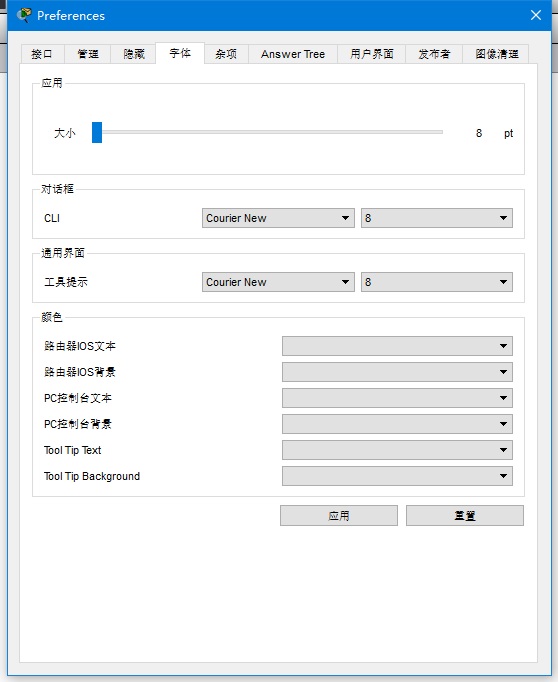 Preferences
接口 管理 隐藏 字体 杂项 Answer Tree 用户界面 发布者 图像清理
应用
大小 8 pt
对话框
CLI Courier New 8
通用界面
工具提示 Courier New 8
颜色
路由器IOS文本
路由器IOS背景
PC控制台文本
PC控制台背景
Tool Tip Text
Tool Tip Background
应用 重置